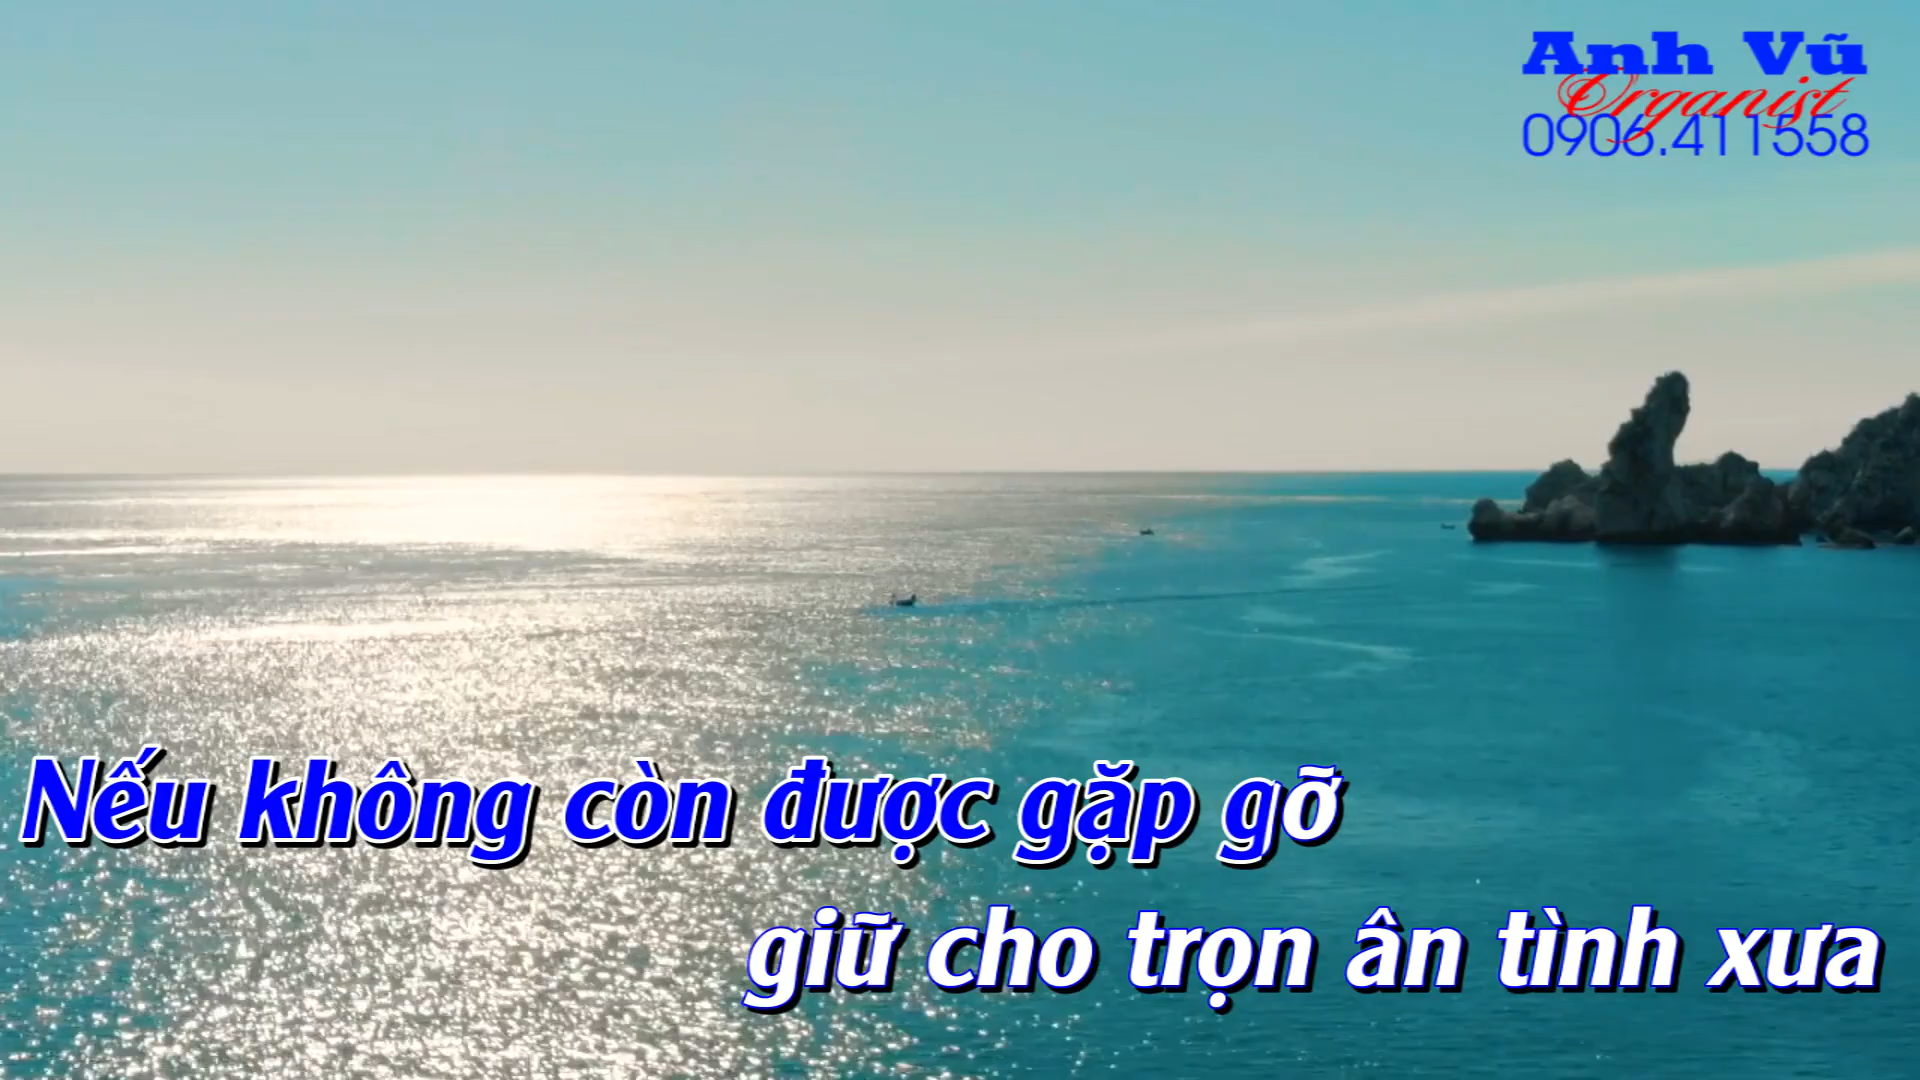 Anh Vũ
Organist
0906.411558
Nếu không còn được gặp gỡ
giữ cho trọn ân tình xưa